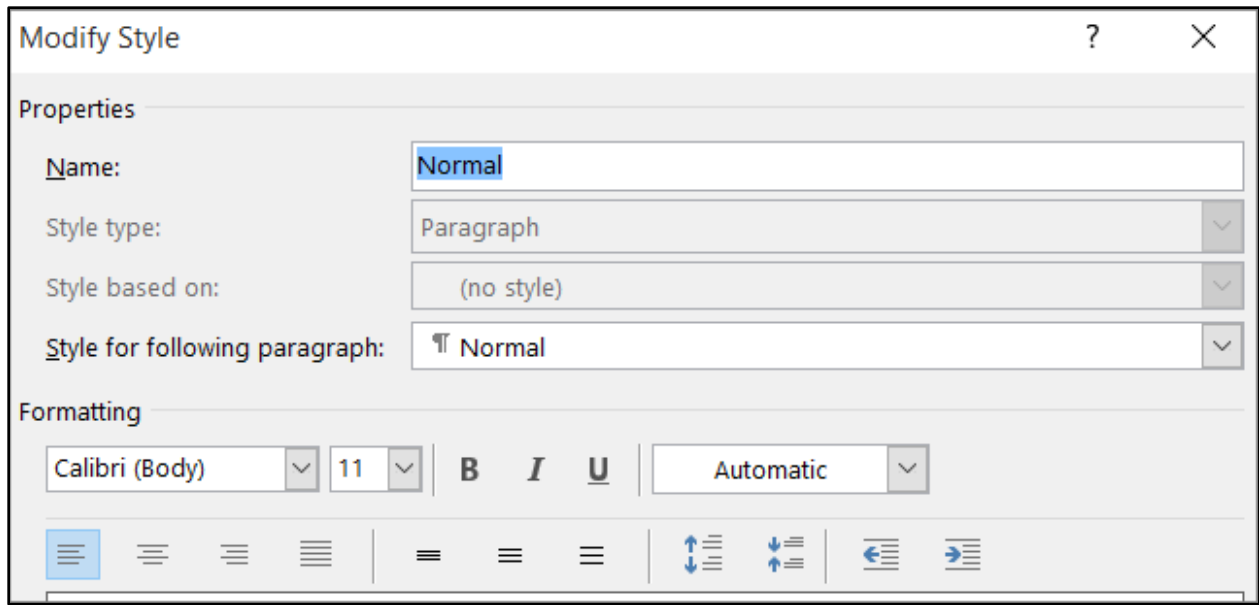 Modify Style ?
Properties
Name: Normal
Style type: Paragraph
Style based on: (no style)
Style for following paragraph: ¶ Normal
Formatting
Calibri (Body) 11 B I U Automatic